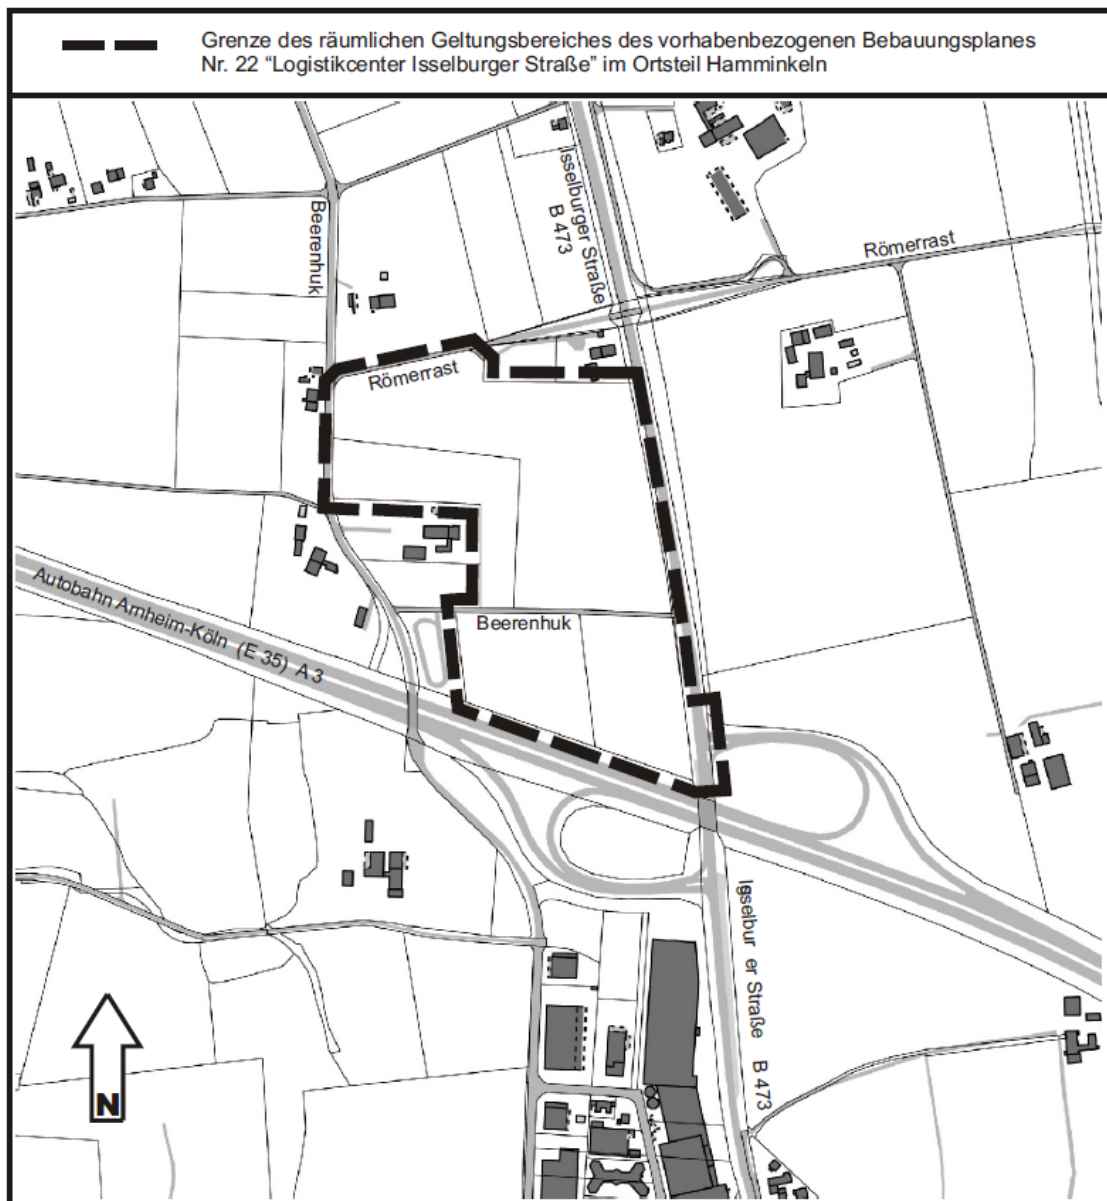 Grenze des räumlichen Geltungsbereiches des vorhabenbezogenen Bebauungsplanes
Nr. 22 “Logistikcenter Isselburger Straße” im Ortsteil Hamminkeln
Isselburger Straße
B 473
Beerenhuk
Römerrast
Römerrast
Beerenhuk
Autobahn Arnheim-Köln (E 35) A 3
Igselbur er Straße B 473
N